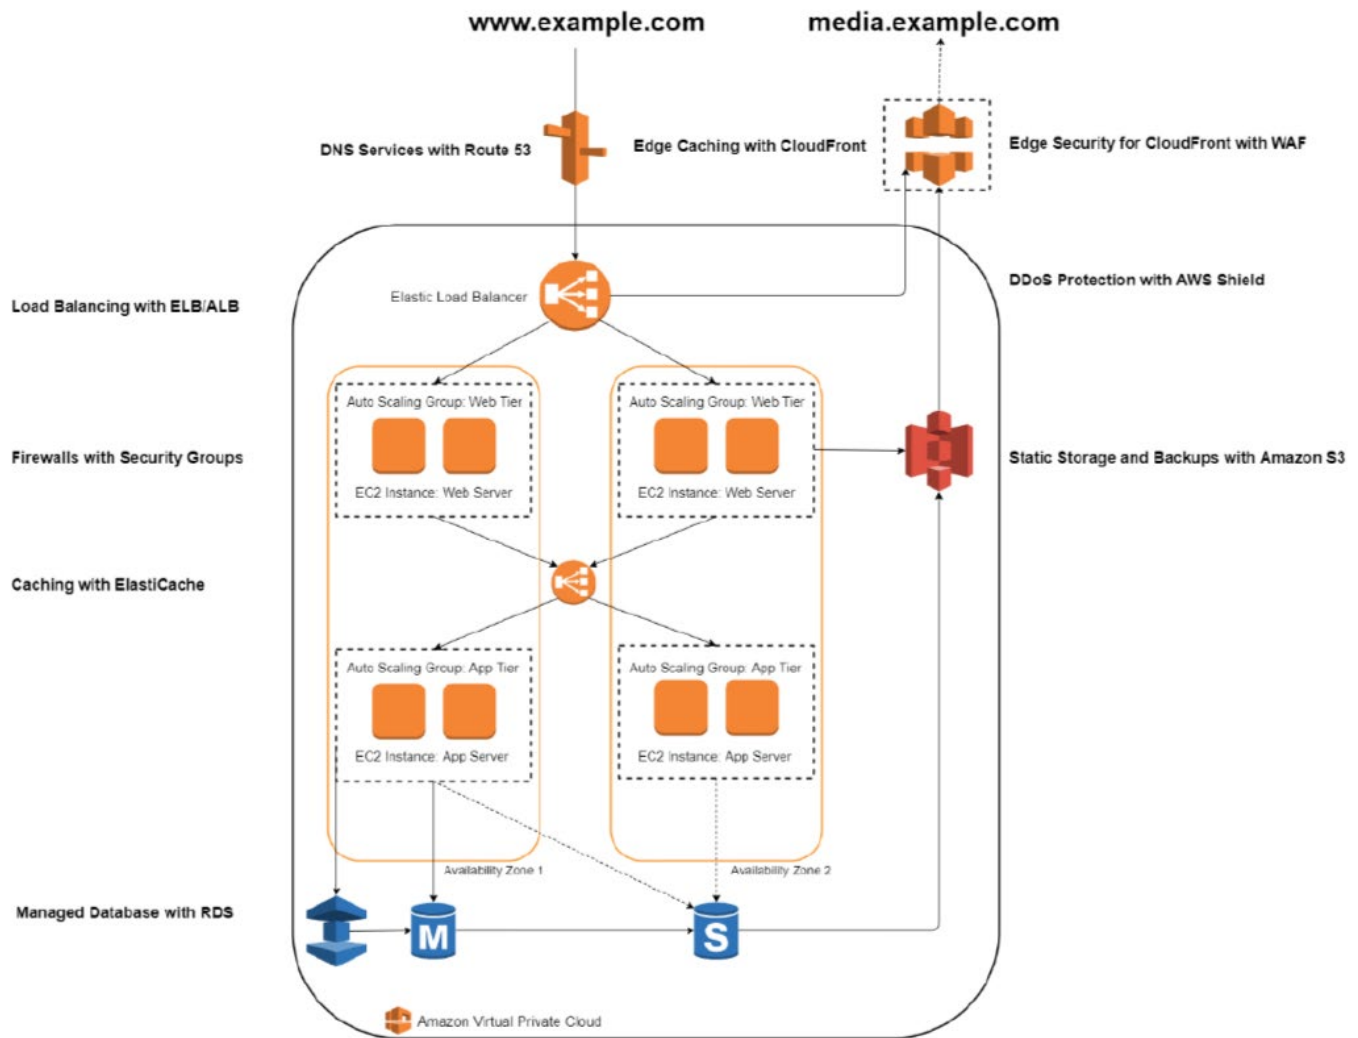 www.example.com
media.example.com
DNS Services with Route 53
Edge Caching with CloudFront
Edge Security for CloudFront with WAF
DDoS Protection with AWS Shield
Load Balancing with ELB/ALB
Elastic Load Balancer
Auto Scaling Group: Web Tier
Auto Scaling Group: Web Tier
Firewalls with Security Groups
Static Storage and Backups with Amazon S3
EC2 Instance: Web Server
EC2 Instance: Web Server
Caching with ElastiCache
Auto Scaling Group: App Tier
Auto Scaling Group: App Tier
EC2 Instance: App Server
EC2 Instance: App Server
Availability Zone 1
Availability Zone 2
Managed Database with RDS
M
S
Amazon Virtual Private Cloud